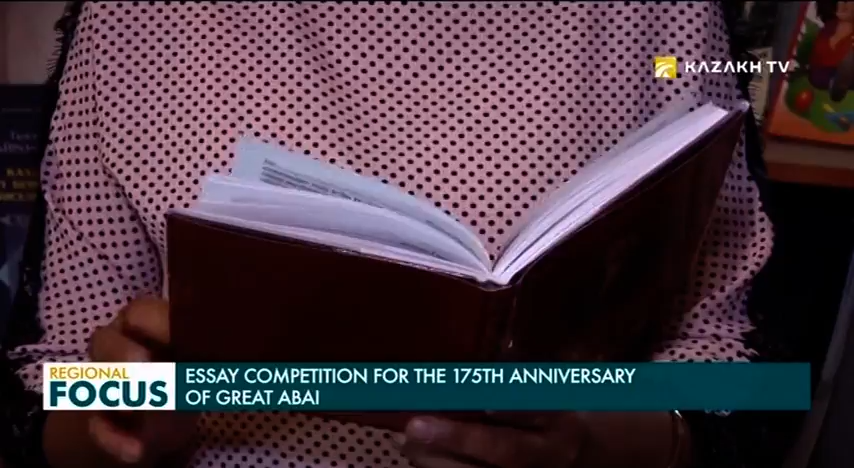 KAZAKH TV
REGIONAL
FOCUS
ESSAY COMPETITION FOR THE 175TH ANNIVERSARY
OF GREAT ABAI